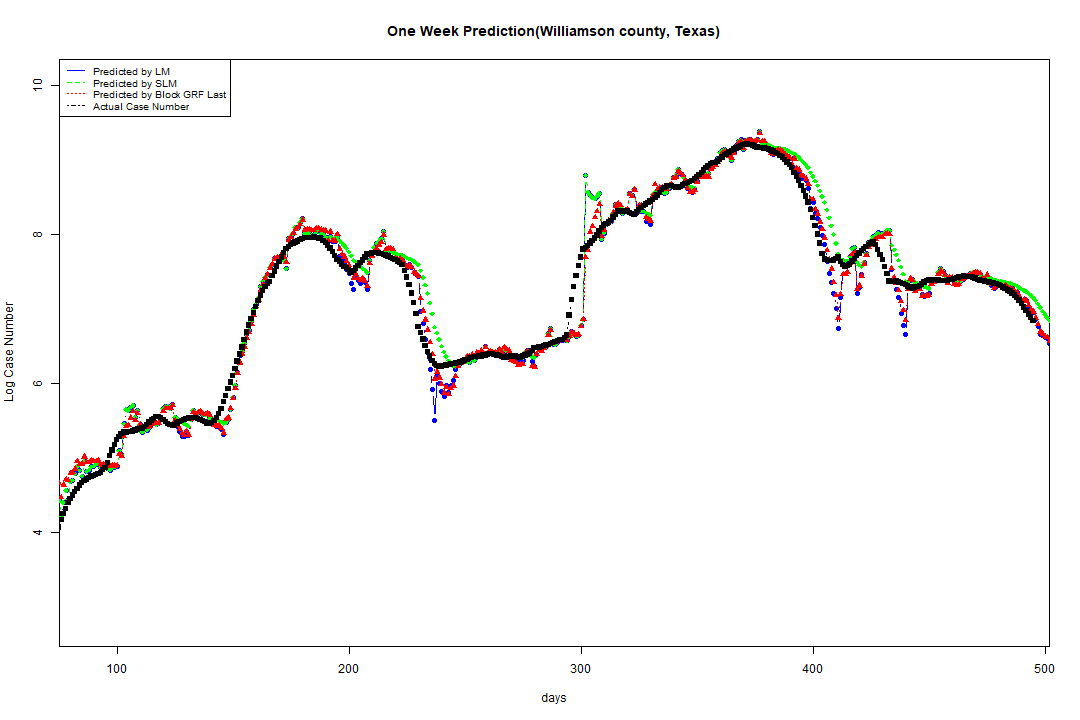 One Week Prediction(Williamson county, Texas)
Predicted by LM
Predicted by SLM
Predicted by Block GRF Last
Actual Case Number
10
8
6
4
Log Case Number
100 200 300 400 500
days